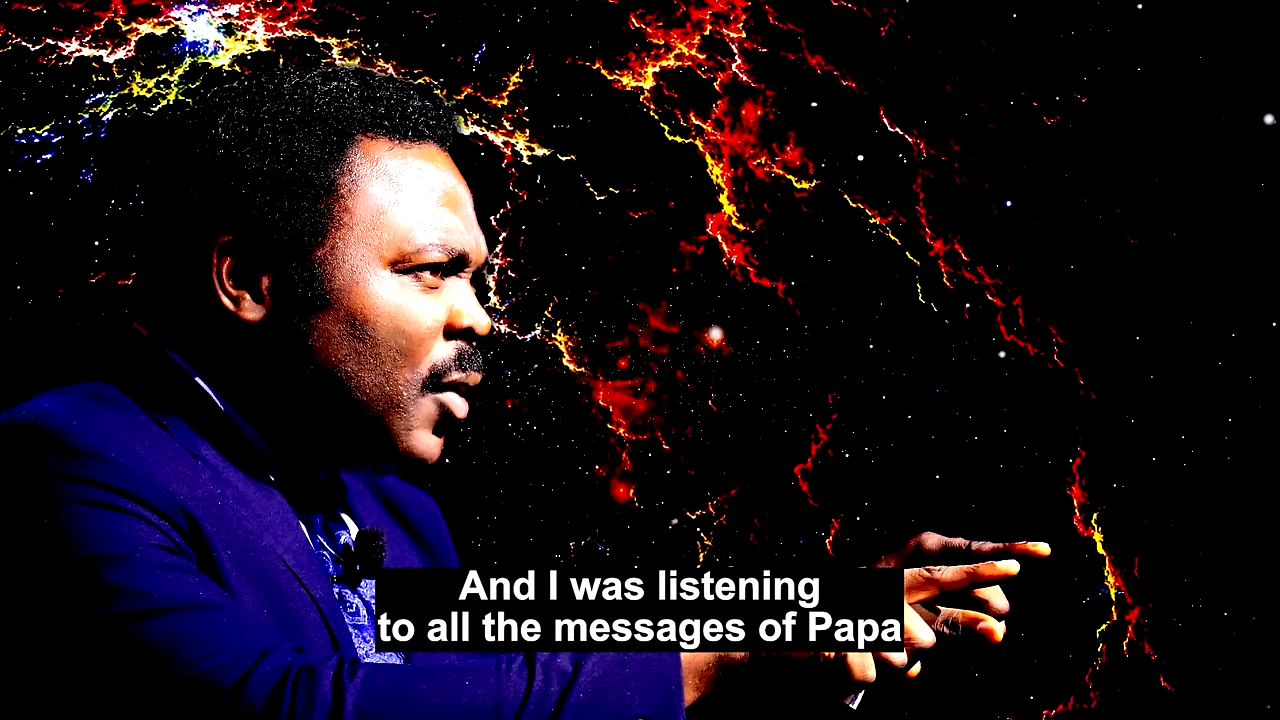 And I was listening
to all the messages of Papa